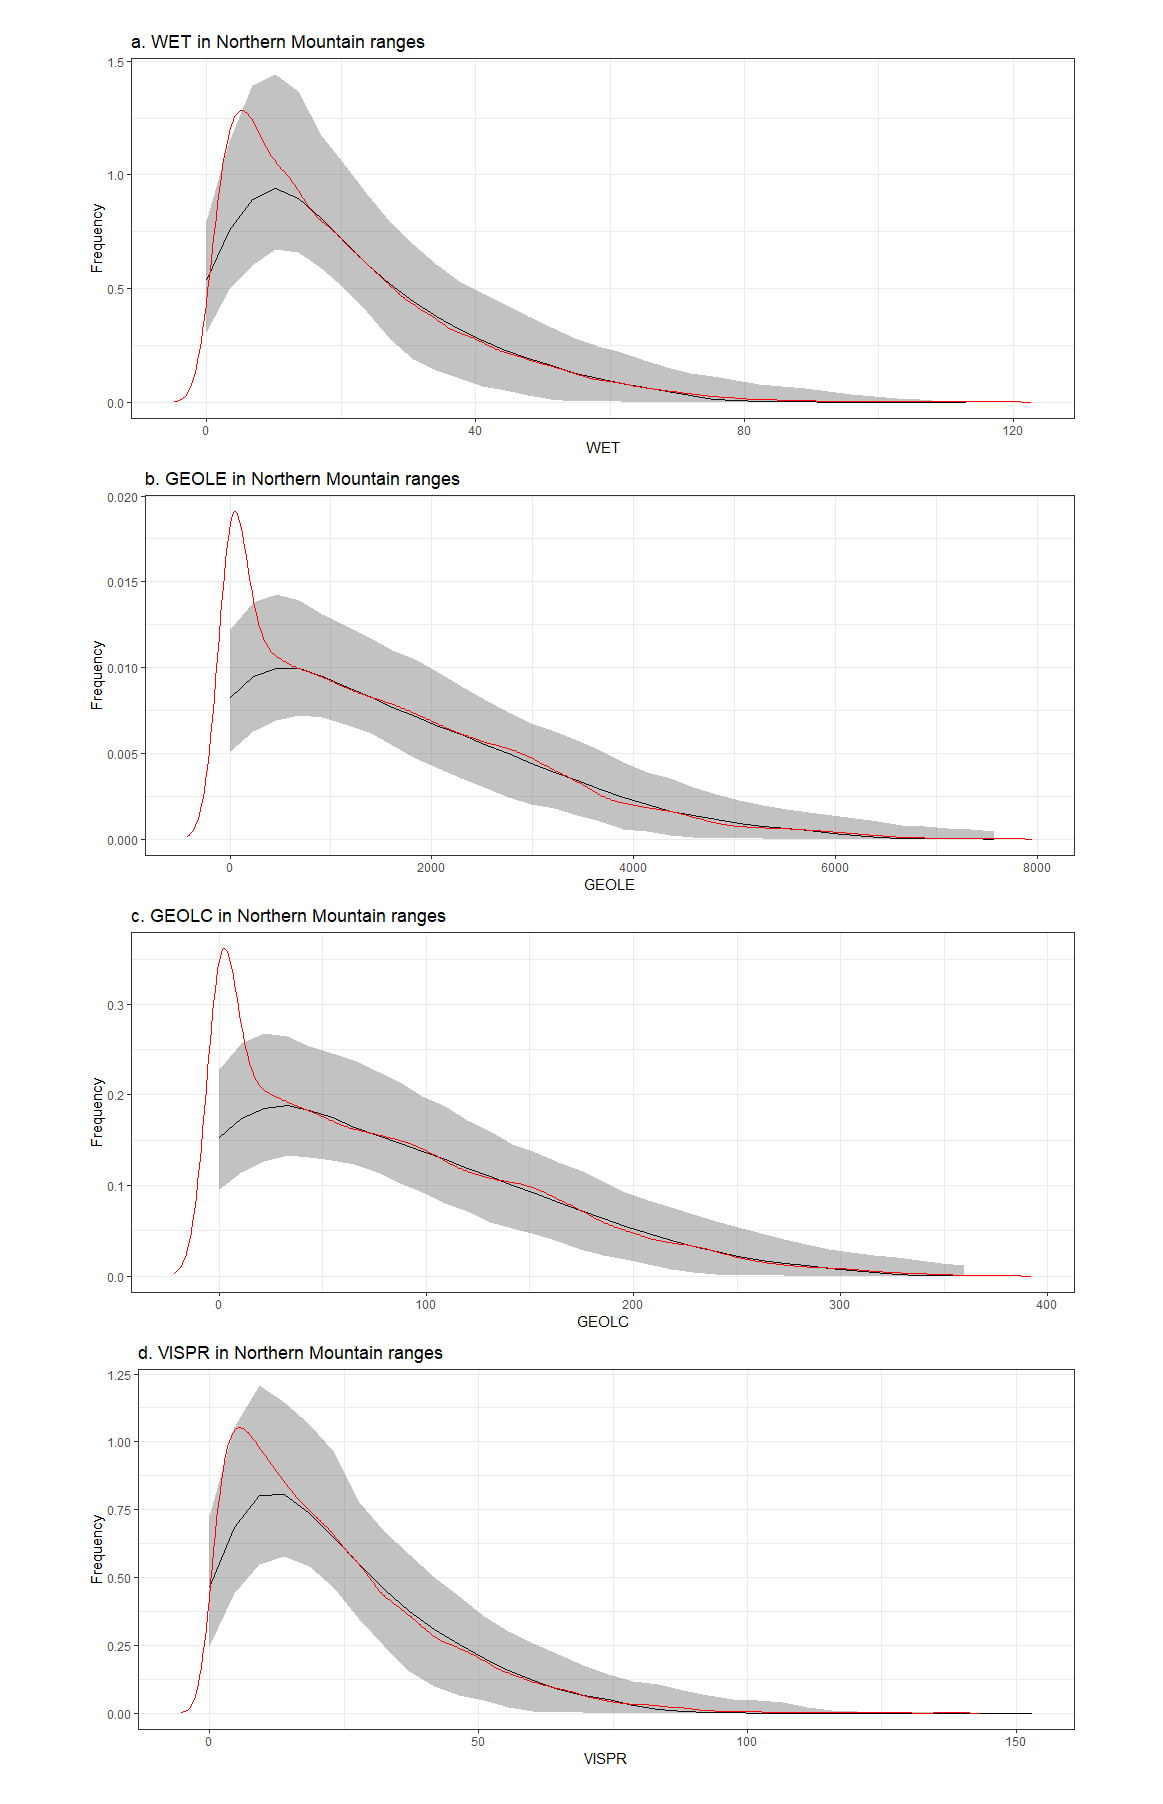 a. WET in Northern Mountain ranges
1.5
1.0
0.5
0.0
Frequency
0 40 80 120
WET
b. GEOLE in Northern Mountain ranges
0.020
0.015
0.010
0.005
0.000
Frequency
0 2000 4000 6000 8000
GEOLE
c. GEOLC in Northern Mountain ranges
0.3
0.2
0.1
0.0
Frequency
0 100 200 300 400
GEOLC
d. VISPR in Northern Mountain ranges
1.25
1.00
0.75
0.50
0.25
0.00
Frequency
0 50 100 150
VISPR